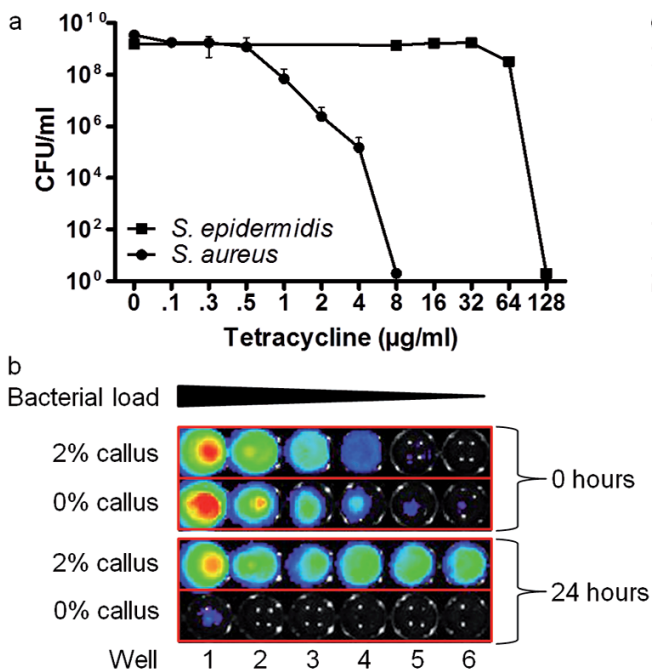 a
10^10
10^8
10^6
10^4
10^2
10^0
CFU/ml
S. epidermidis
S. aureus
0 .1 .3 .5 1 2 4 8 16 32 64 128
Tetracycline (µg/ml)
b
Bacterial load
2% callus
0% callus
0 hours
2% callus
0% callus
24 hours
Well 1 2 3 4 5 6